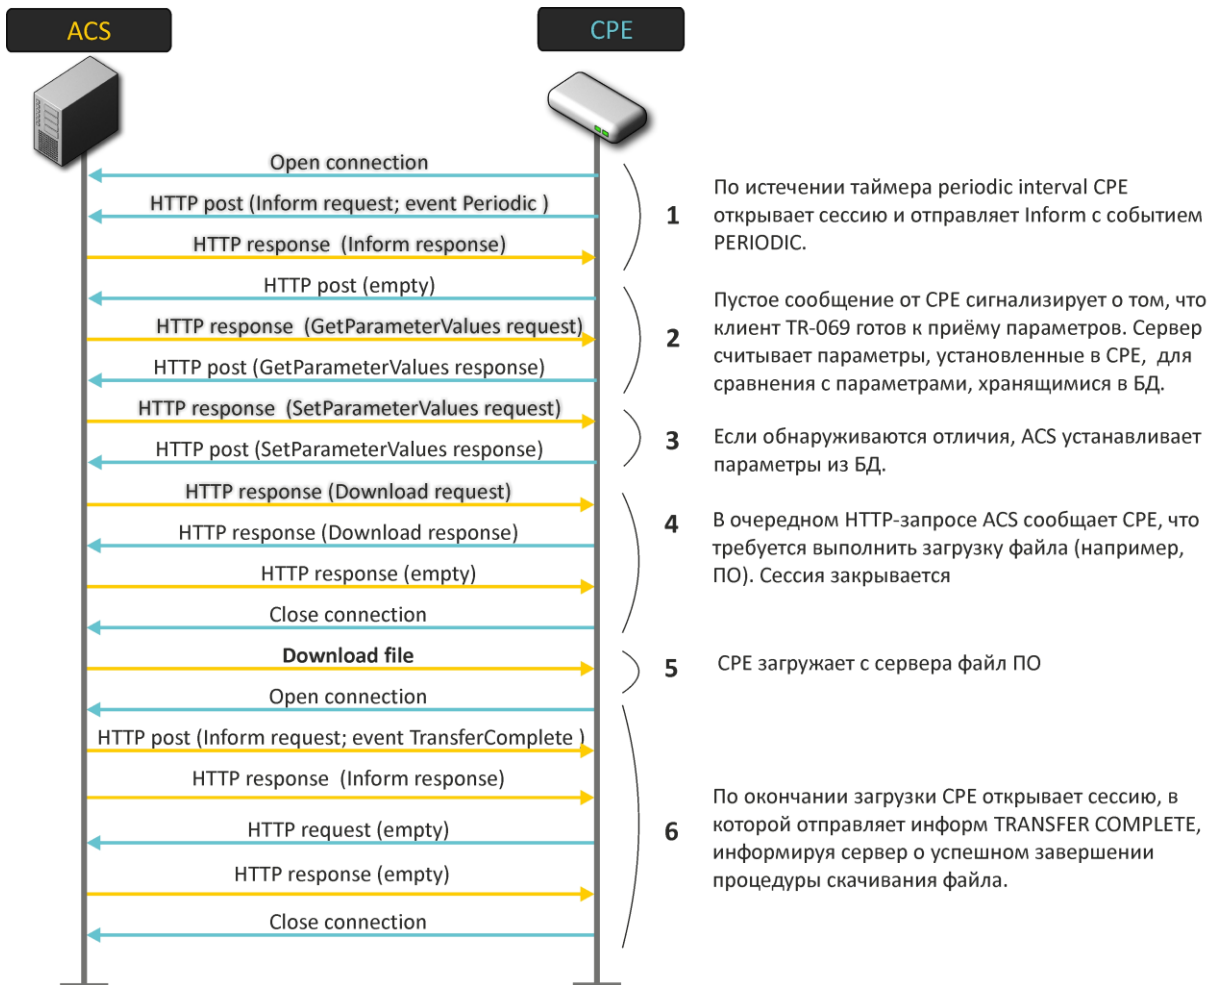 ACS
CPE
Open connection
HTTP post (Inform request; event Periodic )
HTTP response  (Inform response)
1
По истечении таймера periodic interval CPE
открывает сессию и отправляет Inform с событием
PERIODIC.
HTTP post (empty)
HTTP response  (GetParameterValues request)
HTTP post (GetParameterValues response)
2
Пустое сообщение от CPE сигнализирует о том, что
клиент TR-069 готов к приёму параметров. Сервер
считывает параметры, установленные в CPE,  для
сравнения с параметрами, хранящимися в БД.
HTTP response  (SetParameterValues request)
HTTP post (SetParameterValues response)
3
Если обнаруживаются отличия, ACS устанавливает
параметры из БД.
HTTP response (Download request)
HTTP response (Download response)
HTTP response (empty)
Close connection
4
В очередном HTTP-запросе ACS сообщает CPE, что
требуется выполнить загрузку файла (например,
ПО). Сессия закрывается
Download file
5
CPE загружает с сервера файл ПО
Open connection
HTTP post (Inform request; event TransferComplete )
HTTP response  (Inform response)
HTTP request (empty)
HTTP response (empty)
Close connection
6
По окончании загрузки CPE открывает сессию, в
которой отправляет информ TRANSFER COMPLETE,
информируя сервер о успешном завершении
процедуры скачивания файла.